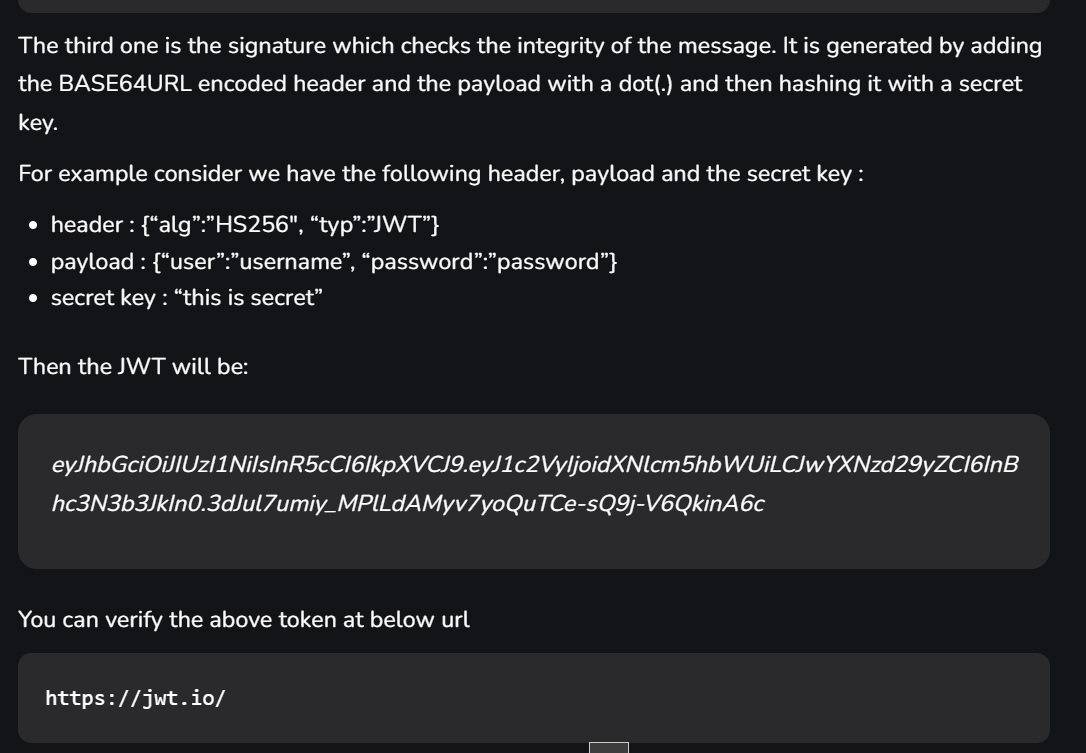 The third one is the signature which checks the integrity of the message. It is generated by adding
the BASE64URL encoded header and the payload with a dot(.) and then hashing it with a secret
key.
For example consider we have the following header, payload and the secret key :
• header : {“alg”:”HS256", “typ”:”JWT”}
• payload : {“user”:”username”, “password”:”password”}
• secret key : “this is secret”
Then the JWT will be:
eyJhbGciOiJIUzI1NiIsInR5cCI6IkpXVCJ9.eyJ1c2VyIjoidXNlcm5hbWUiLCJwYXNzd29yZCI6InB
hc3N3b3JkIn0.3dJul7umiy_MPlLdAMyv7yoQuTCe-sQ9j-V6QkinA6c
You can verify the above token at below url
https://jwt.io/